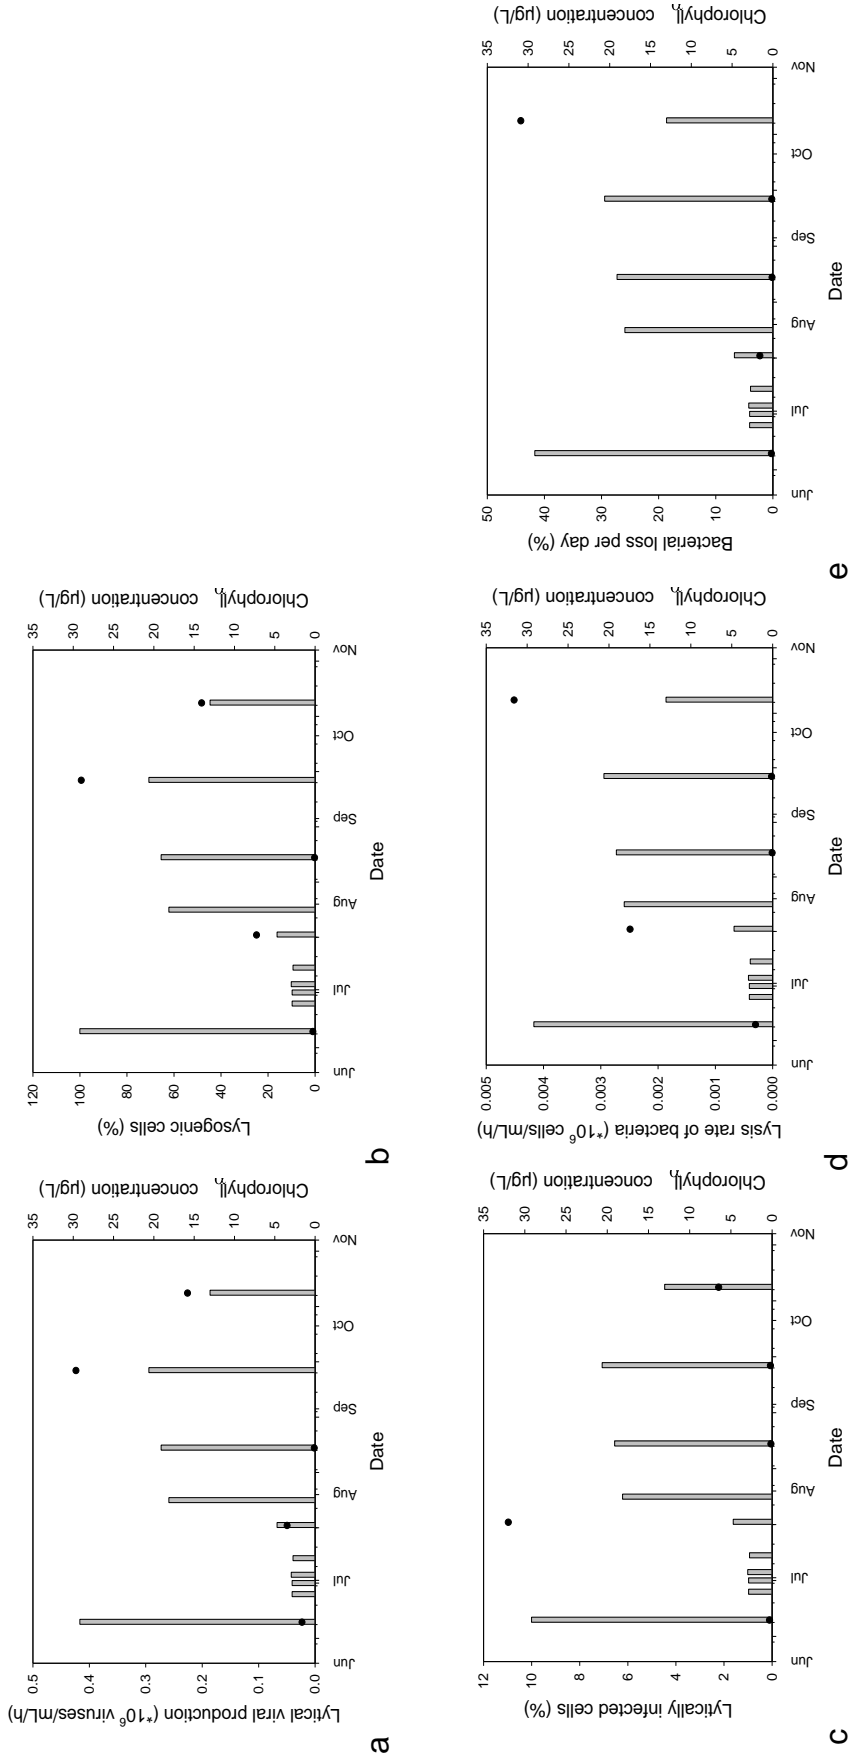 a
Lytical viral production (*10⁶ viruses/mL/h)
0.5
0.4
0.3
0.2
0.1
0.0
Chlorophyll
concentration (µg/L)
35
30
25
20
15
10
5
0
Jun
Jul
Aug
Sep
Oct
Nov
Date
b
Lysogenic cells (%)
120
100
80
60
40
20
0
Chlorophyll
concentration (µg/L)
35
30
25
20
15
10
5
0
Jun
Jul
Aug
Sep
Oct
Nov
Date
c
Lytically infected cells (%)
12
10
8
6
4
2
0
Chlorophyll
concentration (µg/L)
35
30
25
20
15
10
5
0
Jun
Jul
Aug
Sep
Oct
Nov
Date
d
Lysis rate of bacteria (*10⁶ cells/mL/h)
0.005
0.004
0.003
0.002
0.001
0.000
Chlorophyll
concentration (µg/L)
35
30
25
20
15
10
5
0
Jun
Jul
Aug
Sep
Oct
Nov
Date
e
Bacterial loss per day (%)
50
40
30
20
10
0
Chlorophyll
concentration (µg/L)
35
30
25
20
15
10
5
0
Jun
Jul
Aug
Sep
Oct
Nov
Date